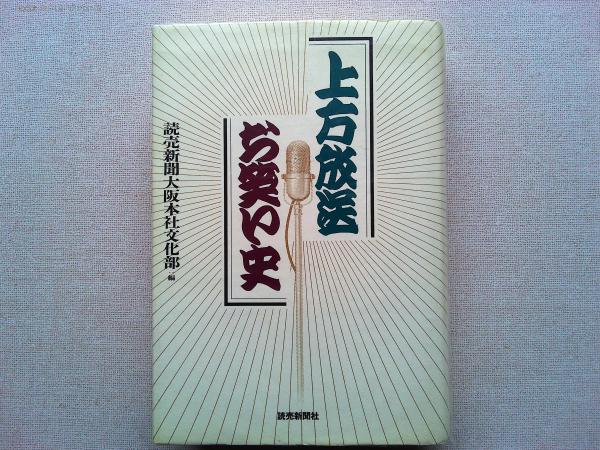 上方放送
お笑い史
読売新聞大阪本社文化部・編
読売新聞社